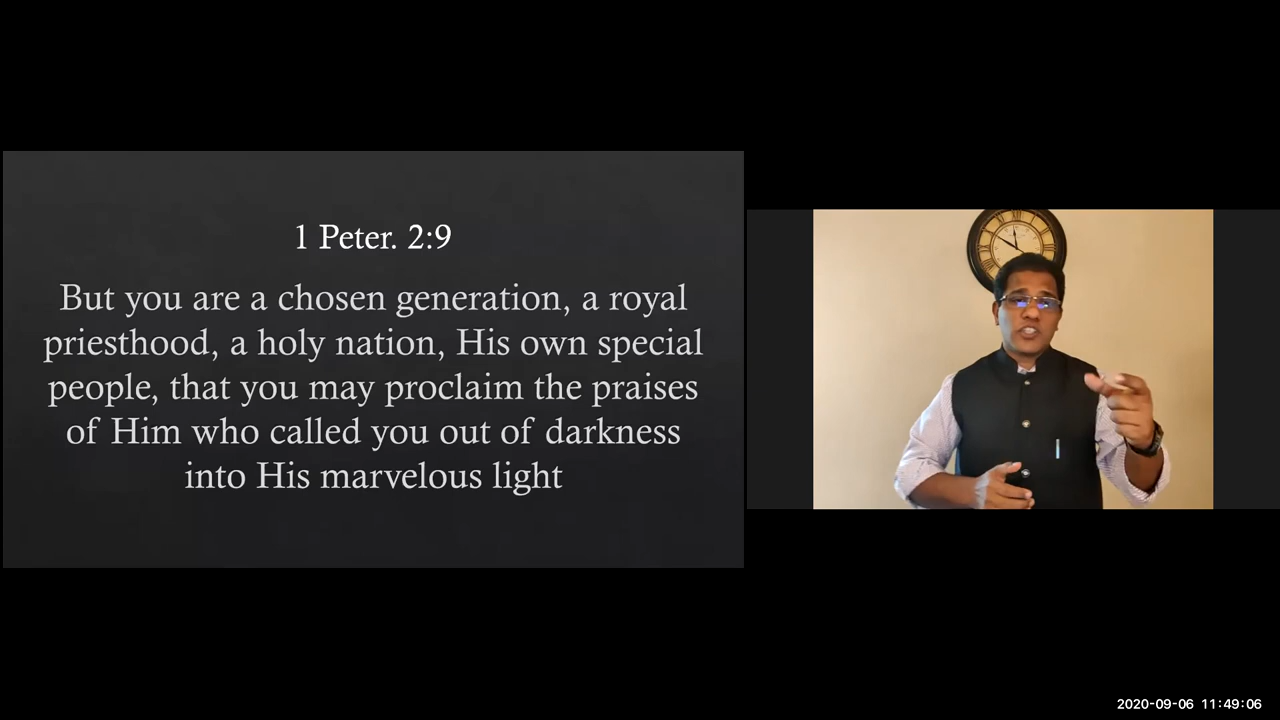 1 Peter. 2:9
But you are a chosen generation, a royal
priesthood, a holy nation, His own special
people, that you may proclaim the praises
of Him who called you out of darkness
into His marvelous light
2020-09-06 11:49:06